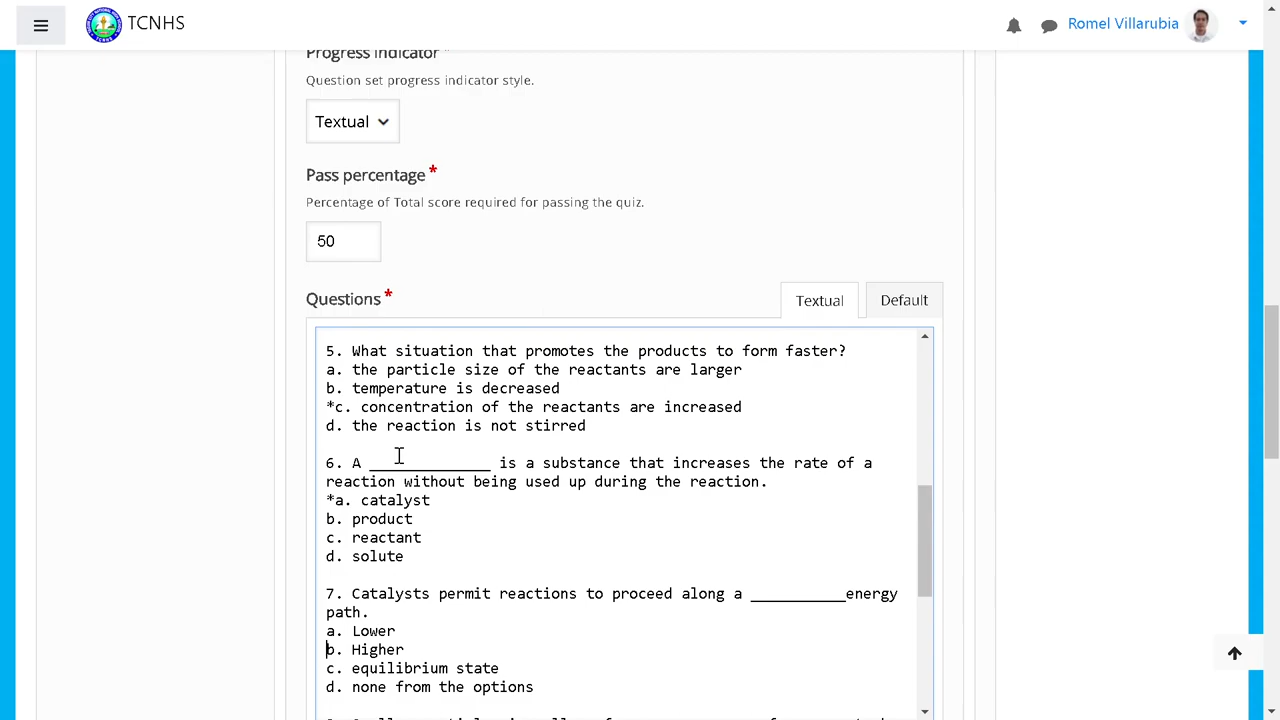 TCNHS
Romel Villarubia
Progress indicator *
Question set progress indicator style.
Textual
Pass percentage *
Percentage of Total score required for passing the quiz.
50
Questions *
Textual
Default
5. What situation that promotes the products to form faster?
a. the particle size of the reactants are larger
b. temperature is decreased
*c. concentration of the reactants are increased
d. the reaction is not stirred
6. A ______________ is a substance that increases the rate of a
reaction without being used up during the reaction.
*a. catalyst
b. product
c. reactant
d. solute
7. Catalysts permit reactions to proceed along a ___________energy
path.
a. Lower
b. Higher
c. equilibrium state
d. none from the options